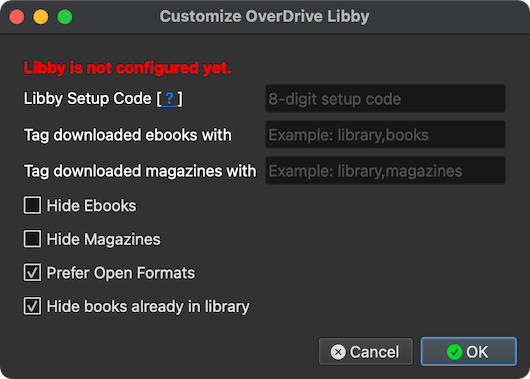 Customize OverDrive Libby
Libby is not configured yet.
Libby Setup Code [ ? ] 8-digit setup code
Tag downloaded ebooks with Example: library,books
Tag downloaded magazines with Example: library,magazines
Hide Ebooks
Hide Magazines
Prefer Open Formats
Hide books already in library
Cancel OK